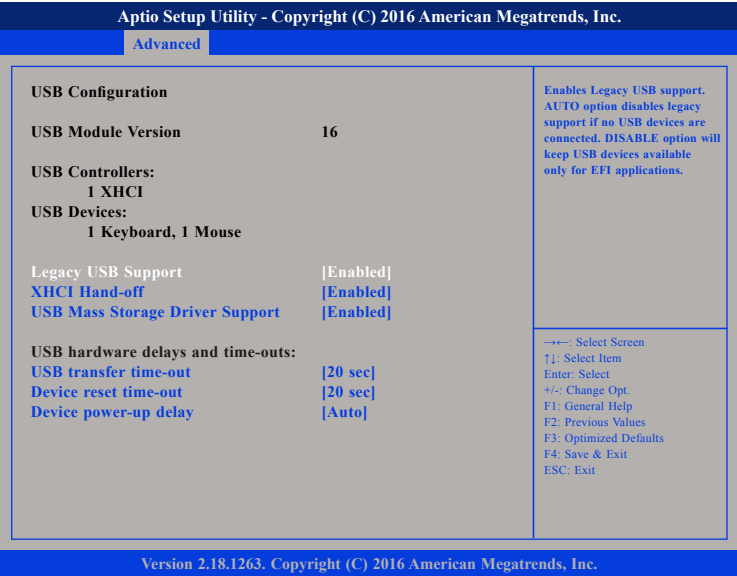 Aptio Setup Utility - Copyright (C) 2016 American Megatrends, Inc.
Advanced
USB Configuration
USB Module Version 16
USB Controllers:
1 XHCI
USB Devices:
1 Keyboard, 1 Mouse
Legacy USB Support [Enabled]
XHCI Hand-off [Enabled]
USB Mass Storage Driver Support [Enabled]
USB hardware delays and time-outs:
USB transfer time-out [20 sec]
Device reset time-out [20 sec]
Device power-up delay [Auto]
Enables Legacy USB support.
AUTO option disables legacy
support if no USB devices are
connected. DISABLE option will
keep USB devices available
only for EFI applications.
→←: Select Screen
↑↓: Select Item
Enter: Select
+/-: Change Opt.
F1: General Help
F2: Previous Values
F3: Optimized Defaults
F4: Save & Exit
ESC: Exit
Version 2.18.1263. Copyright (C) 2016 American Megatrends, Inc.